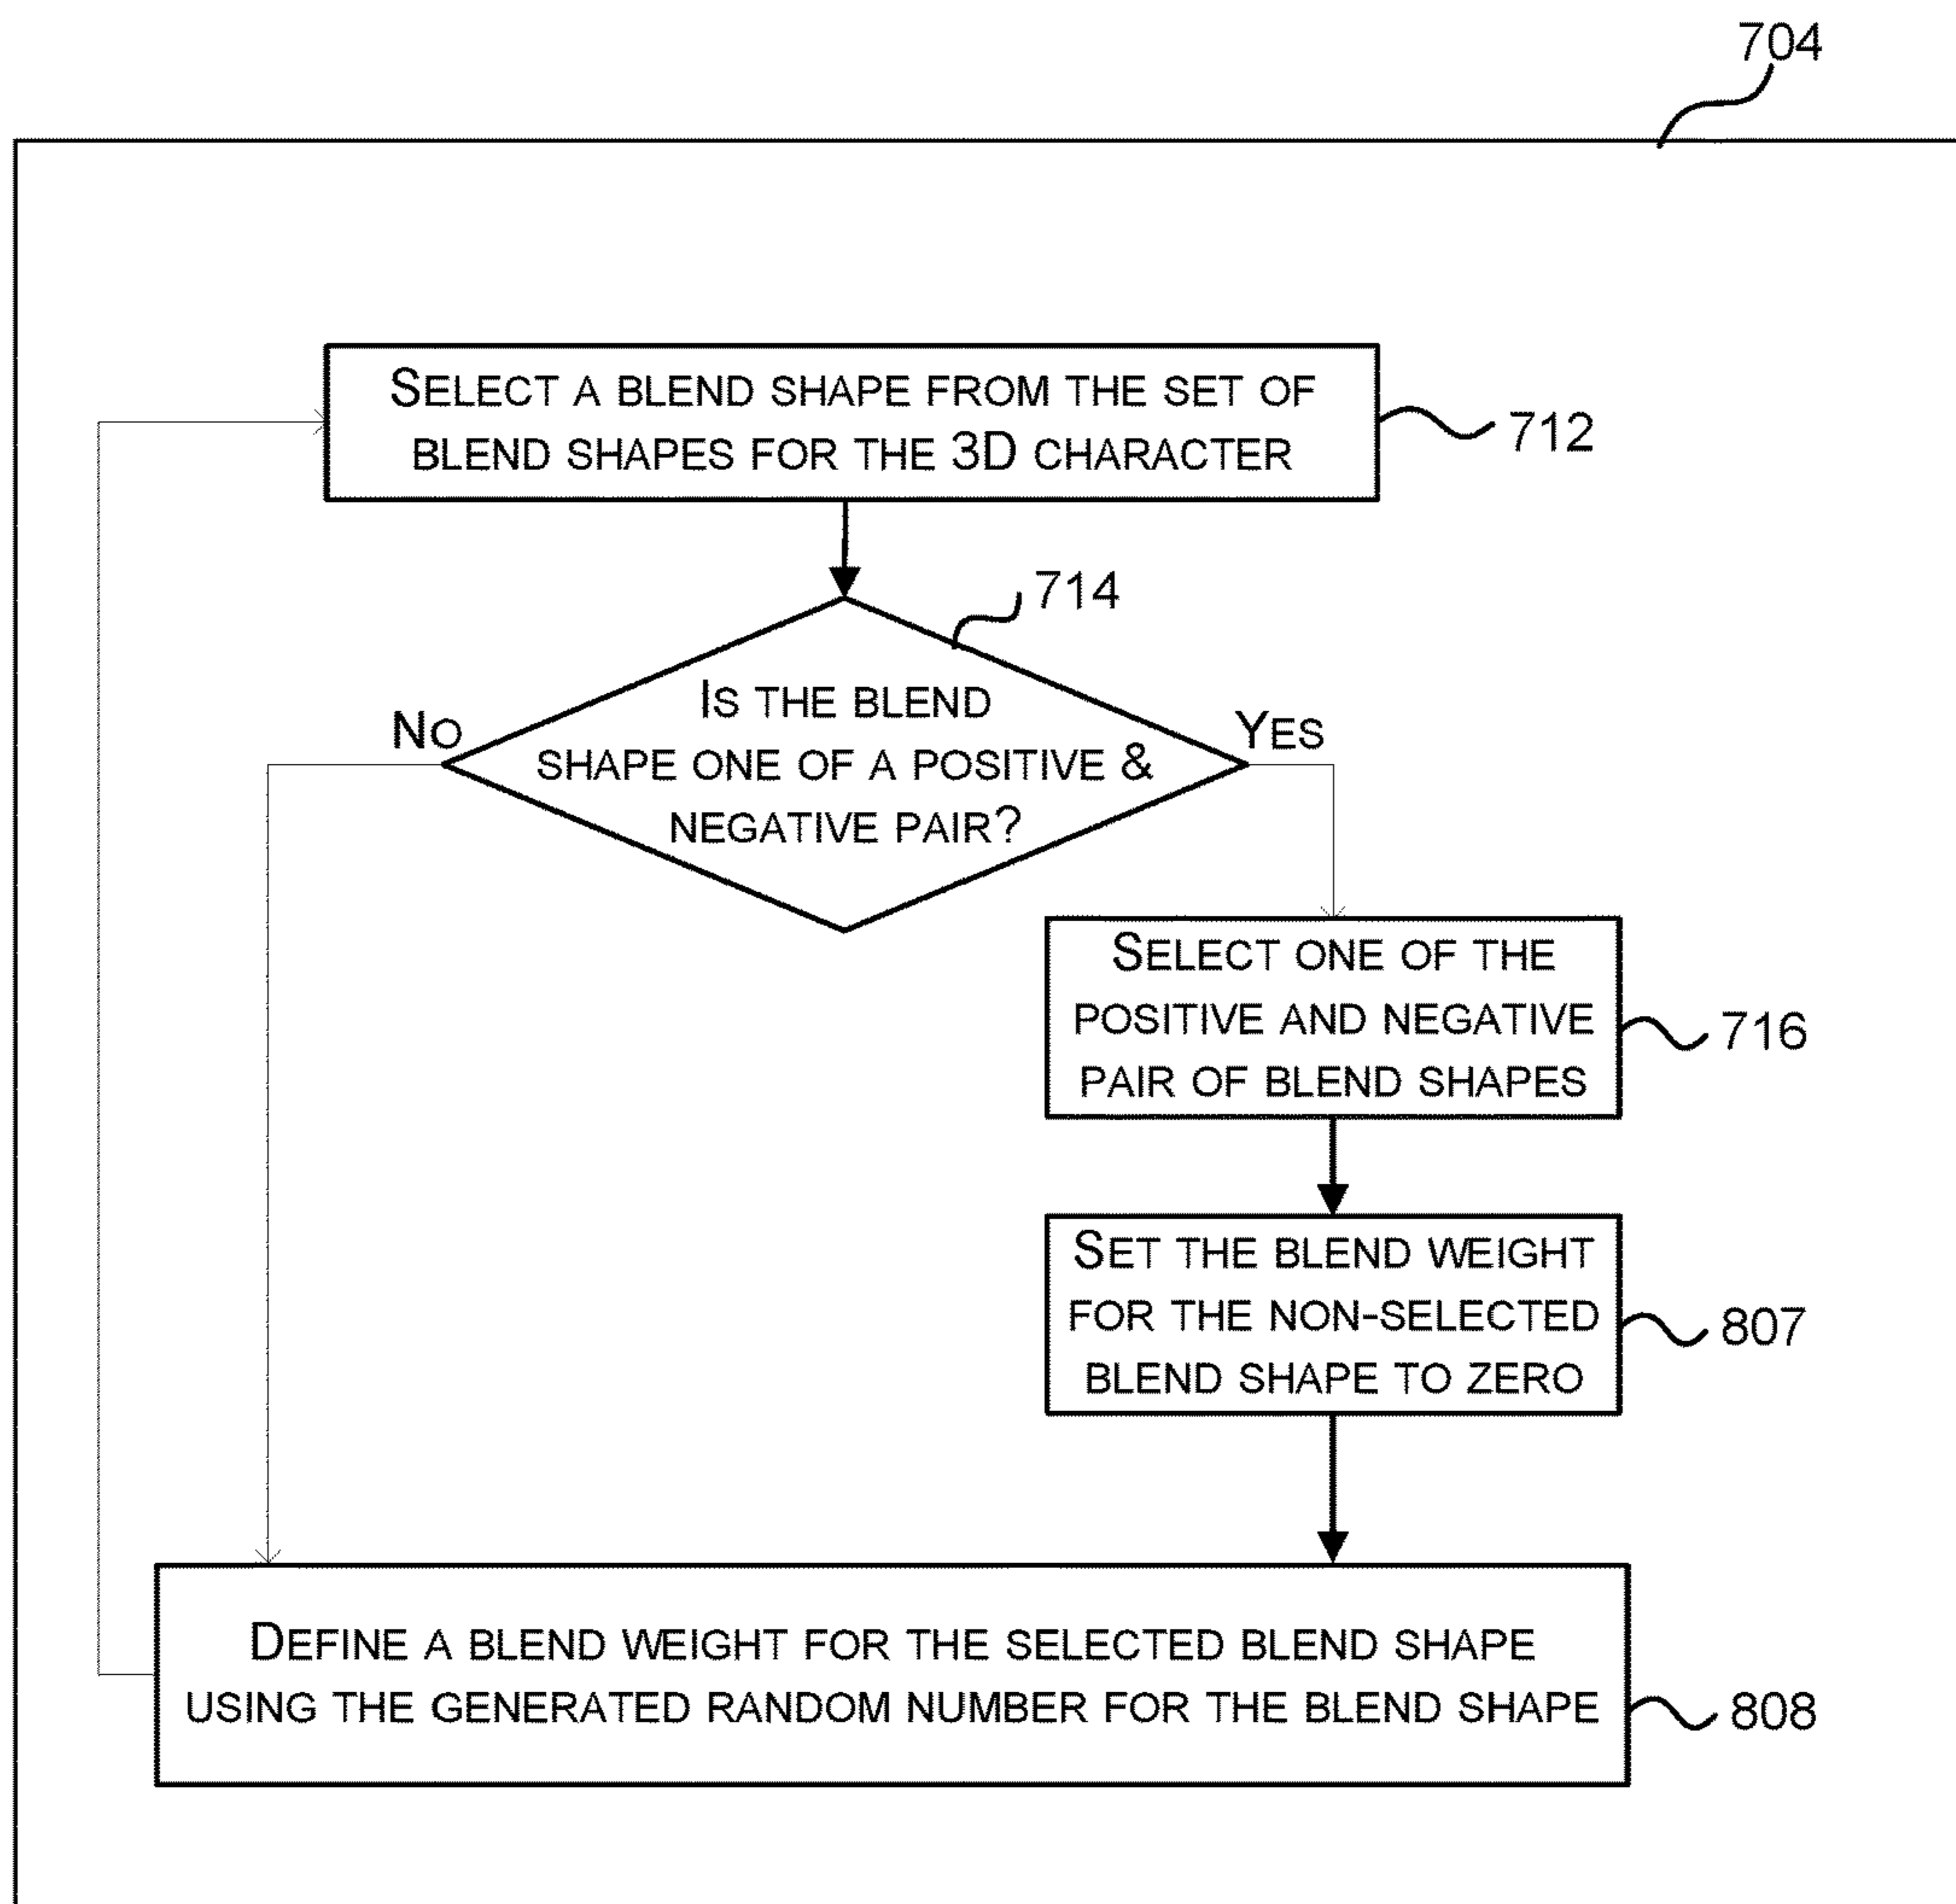 704
SELECT A BLEND SHAPE FROM THE SET OF
BLEND SHAPES FOR THE 3D CHARACTER
712
714
IS THE BLEND
SHAPE ONE OF A POSITIVE &
NEGATIVE PAIR?
NO
YES
SELECT ONE OF THE
POSITIVE AND NEGATIVE
PAIR OF BLEND SHAPES
716
SET THE BLEND WEIGHT
FOR THE NON-SELECTED
BLEND SHAPE TO ZERO
807
DEFINE A BLEND WEIGHT FOR THE SELECTED BLEND SHAPE
USING THE GENERATED RANDOM NUMBER FOR THE BLEND SHAPE
808